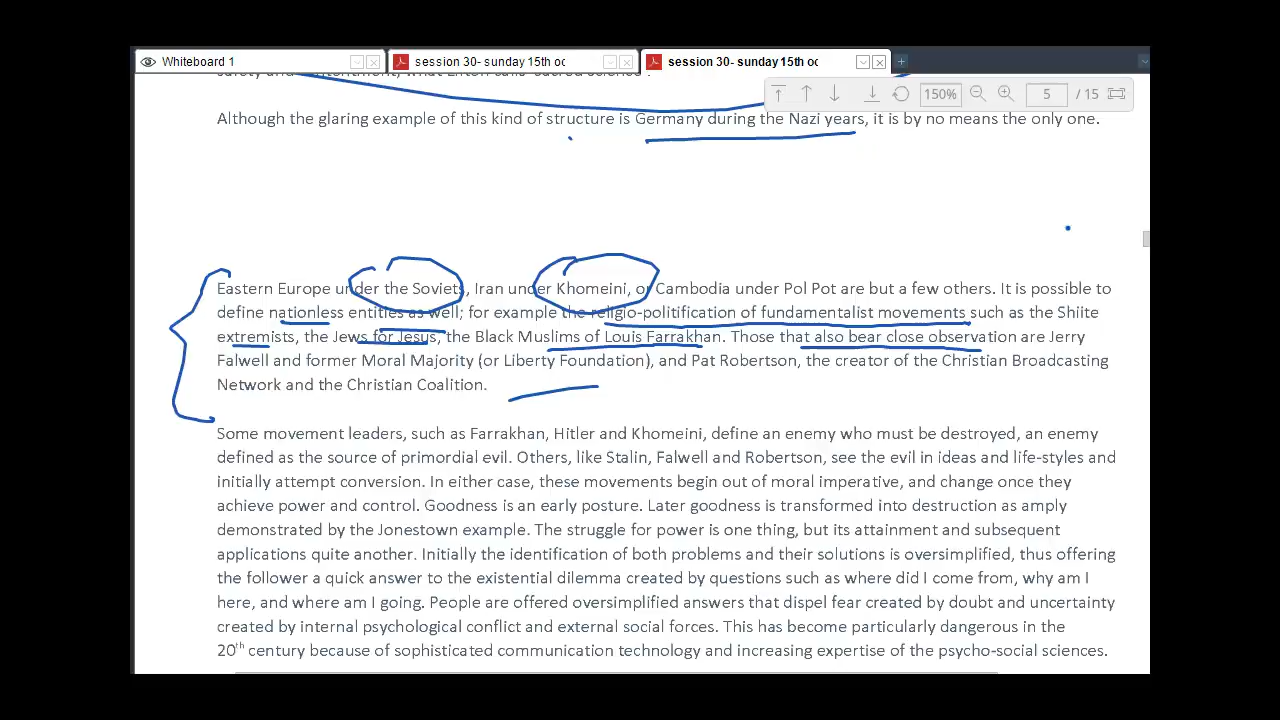 Whiteboard 1
session 30- sunday 15th oc
session 30- sunday 15th oc
150%
5
/ 15
Although the glaring example of this kind of structure is Germany during the Nazi years, it is by no means the only one.
Eastern Europe under the Soviets, Iran under Khomeini, or Cambodia under Pol Pot are but a few others. It is possible to
define nationless entities as well; for example the religio-politification of fundamentalist movements such as the Shiite
extremists, the Jews for Jesus, the Black Muslims of Louis Farrakhan. Those that also bear close observation are Jerry
Falwell and former Moral Majority (or Liberty Foundation), and Pat Robertson, the creator of the Christian Broadcasting
Network and the Christian Coalition.
Some movement leaders, such as Farrakhan, Hitler and Khomeini, define an enemy who must be destroyed, an enemy
defined as the source of primordial evil. Others, like Stalin, Falwell and Robertson, see the evil in ideas and life-styles and
initially attempt conversion. In either case, these movements begin out of moral imperative, and change once they
achieve power and control. Goodness is an early posture. Later goodness is transformed into destruction as amply
demonstrated by the Jonestown example. The struggle for power is one thing, but its attainment and subsequent
applications quite another. Initially the identification of both problems and their solutions is oversimplified, thus offering
the follower a quick answer to the existential dilemma created by questions such as where did I come from, why am I
here, and where am I going. People are offered oversimplified answers that dispel fear created by doubt and uncertainty
created by internal psychological conflict and external social forces. This has become particularly dangerous in the
20th century because of sophisticated communication technology and increasing expertise of the psycho-social sciences.